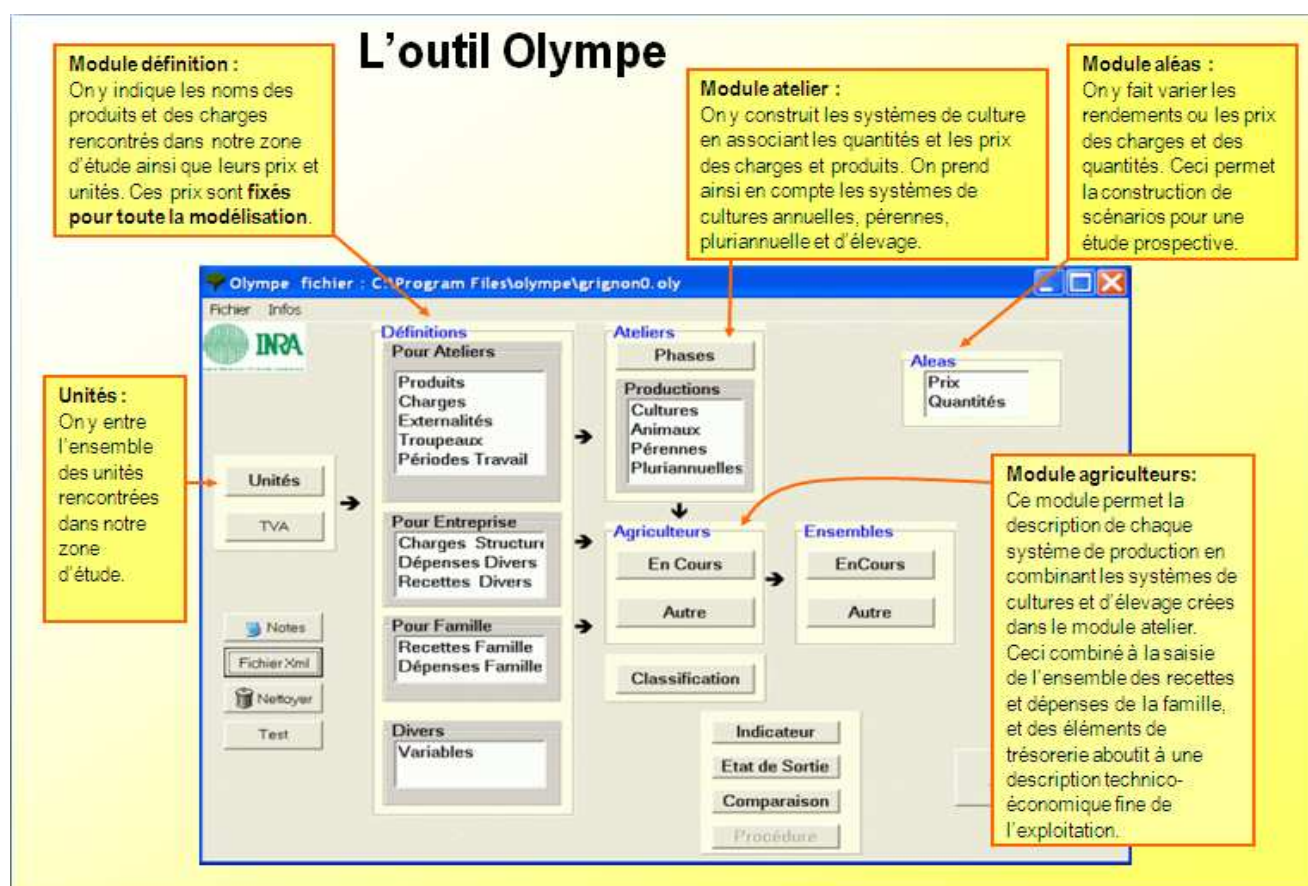 L'outil Olympe
Module définition :
On y indique les noms des
produits et des charges
rencontrés dans notre zone
d'étude ainsi que leurs prix et
unités. Ces prix sont fixés
pour toute la modélisation.
Module atelier :
On y construit les systèmes de culture
en associant les quantités et les prix
des charges et produits. On prend
ainsi en compte les systèmes de
cultures annuelles, pérennes,
pluriannuelle et d'élevage.
Module aléas :
On y fait varier les
rendements ou les prix
des charges et des
quantités. Ceci permet
la construction de
scénarios pour une
étude prospective.
Unités :
On y entre
l'ensemble
des unités
rencontrées
dans notre
zone
d'étude.
Olympe fichier : C:\Program Files\olympe\grignon0.oly
Fichier Infos
INRA
Unités
TVA
Notes
Fichier Xml
Nettoyer
Test
Définitions
Pour Ateliers
Produits
Charges
Externalités
Troupeaux
Périodes Travail
Pour Entreprise
Charges Structure
Dépenses Divers
Recettes Divers
Pour Famille
Recettes Famille
Dépenses Famille
Divers
Variables
Ateliers
Phases
Productions
Cultures
Animaux
Pérennes
Pluriannuelles
Agriculteurs
En Cours
Autre
Classification
Ensembles
EnCours
Autre
Aleas
Prix
Quantités
Indicateur
Etat de Sortie
Comparaison
Procédure
Module agriculteurs:
Ce module permet la
description de chaque
système de production en
combinant les systèmes de
cultures et d'élevage crées
dans le module atelier.
Ceci combiné à la saisie
de l'ensemble des recettes
et dépenses de la famille,
et des éléments de
trésorerie aboutit à une
description technico-
économique fine de
l'exploitation.